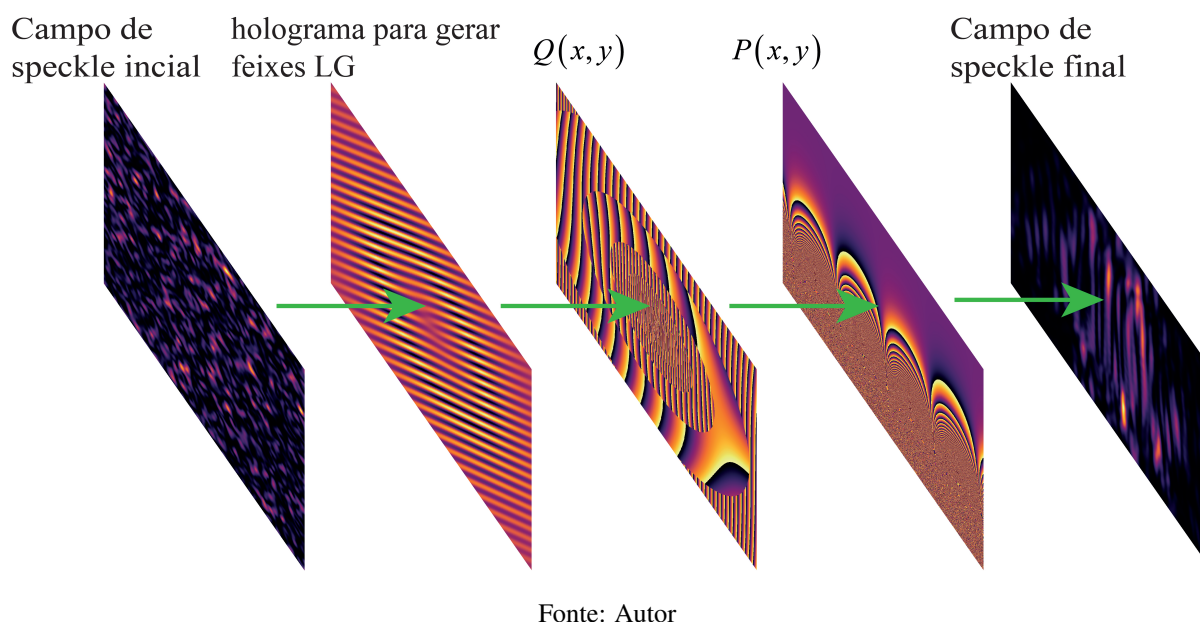 Campo de
speckle incial
holograma para gerar
feixes LG
Q(x, y)
P(x, y)
Campo de
speckle final
Fonte: Autor